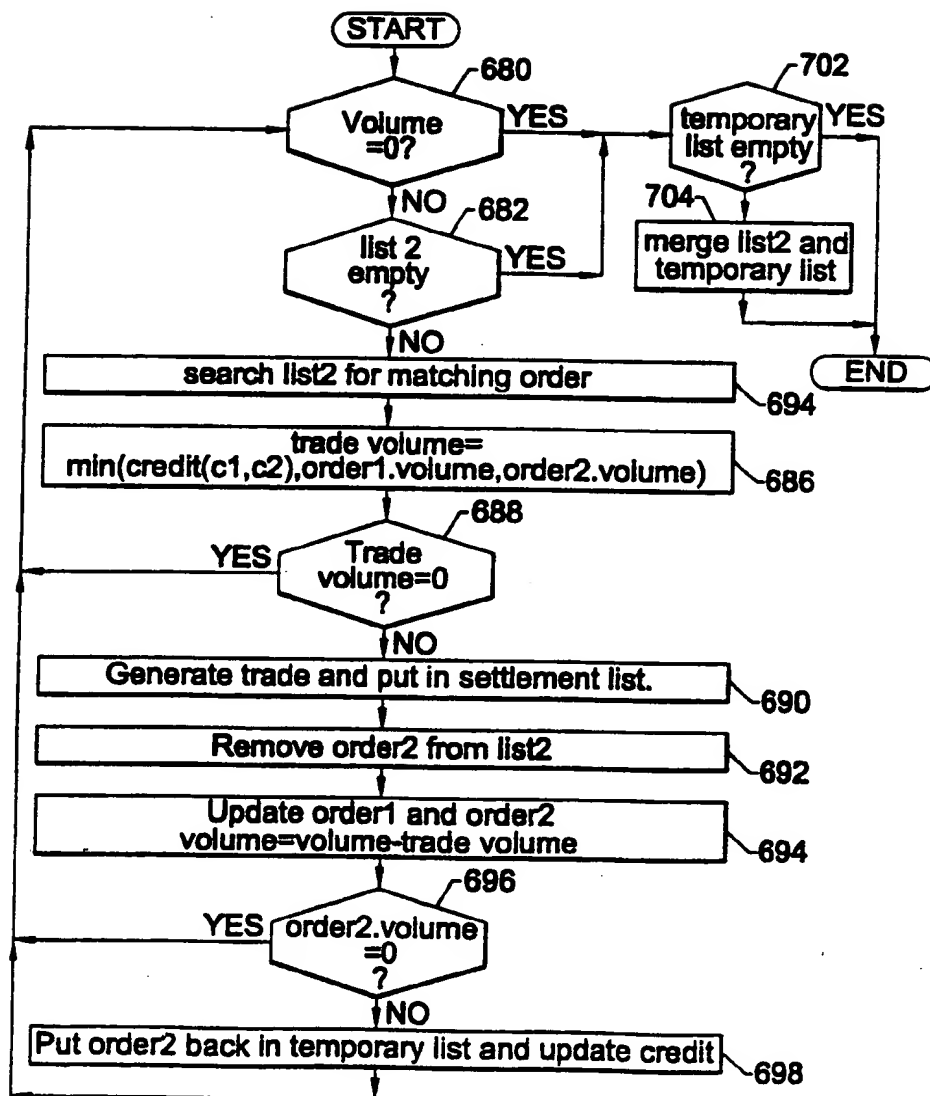 START
680
Volume
=0?
YES
NO
682
list 2
empty
?
YES
NO
702
temporary
list empty
?
YES
704
merge list2 and
temporary list
END
search list2 for matching order
694
trade volume=
min(credit(c1,c2),order1.volume,order2.volume)
686
688
Trade
volume=0
?
YES
NO
Generate trade and put in settlement list.
690
Remove order2 from list2
692
Update order1 and order2
volume=volume-trade volume
694
696
order2.volume
=0
?
YES
NO
Put order2 back in temporary list and update credit
698